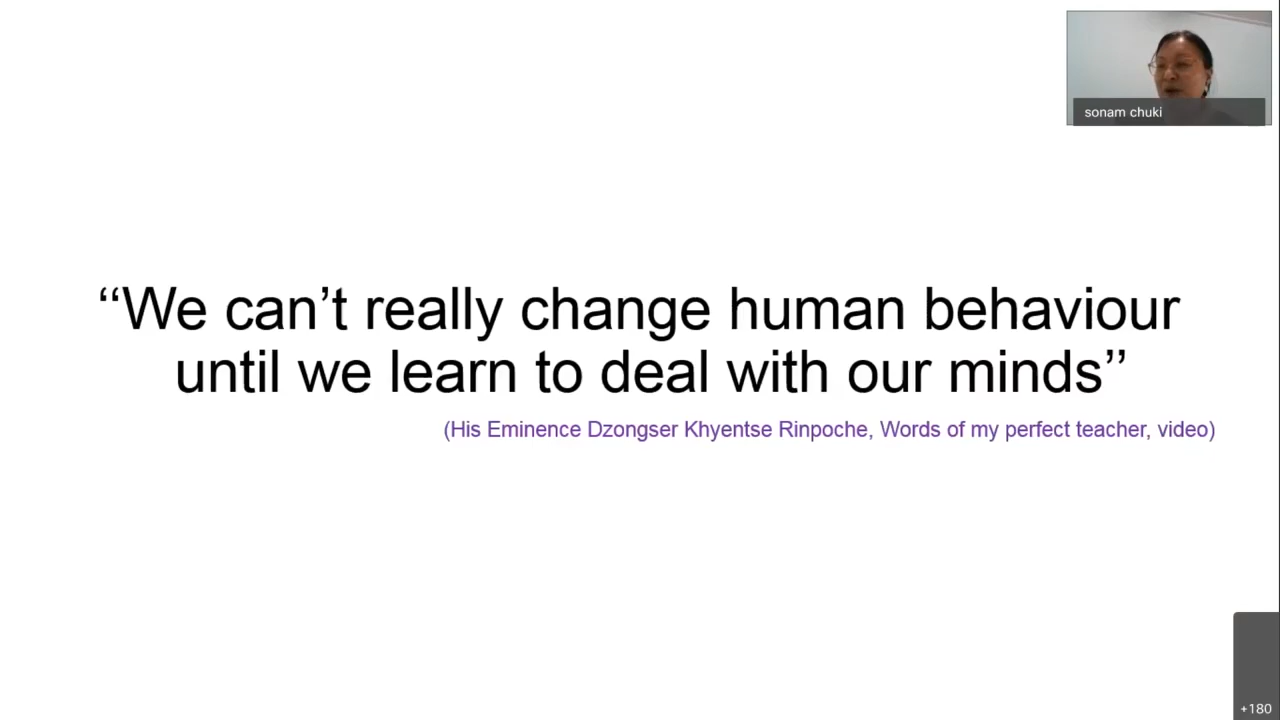 sonam chuki
‘‘We can’t really change human behaviour
until we learn to deal with our minds’’
(His Eminence Dzongser Khyentse Rinpoche, Words of my perfect teacher, video)
+180